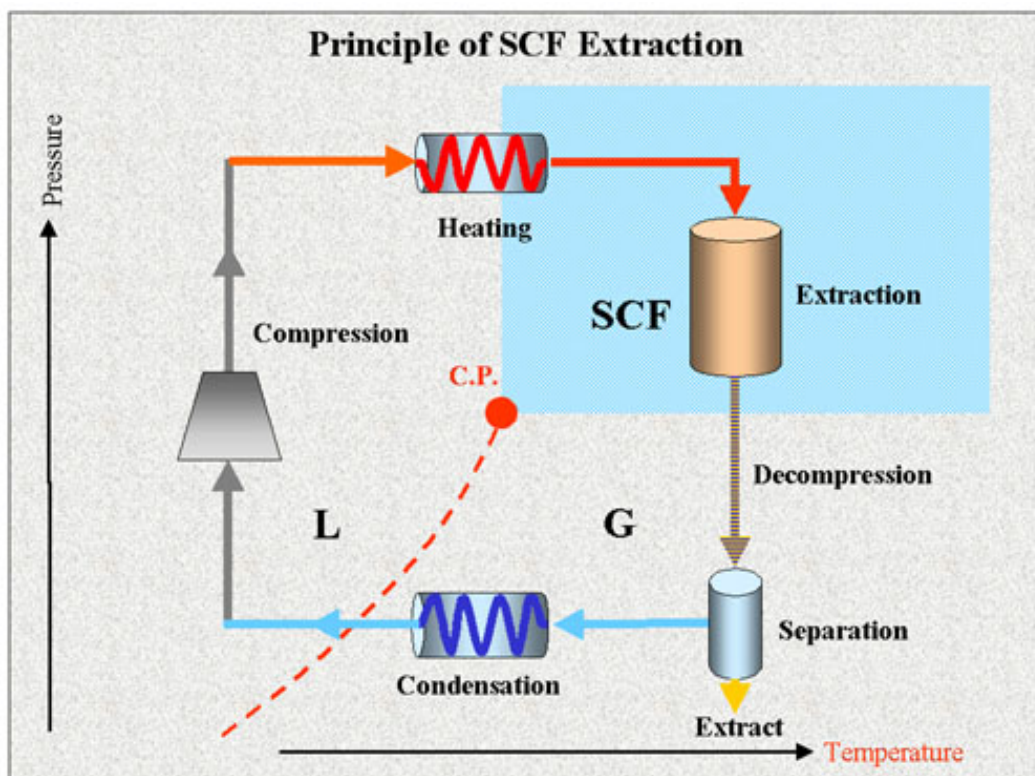 Principle of SCF Extraction
Pressure
Heating
Extraction
SCF
Compression
C.P.
Decompression
L
G
Separation
Condensation
Extract
Temperature